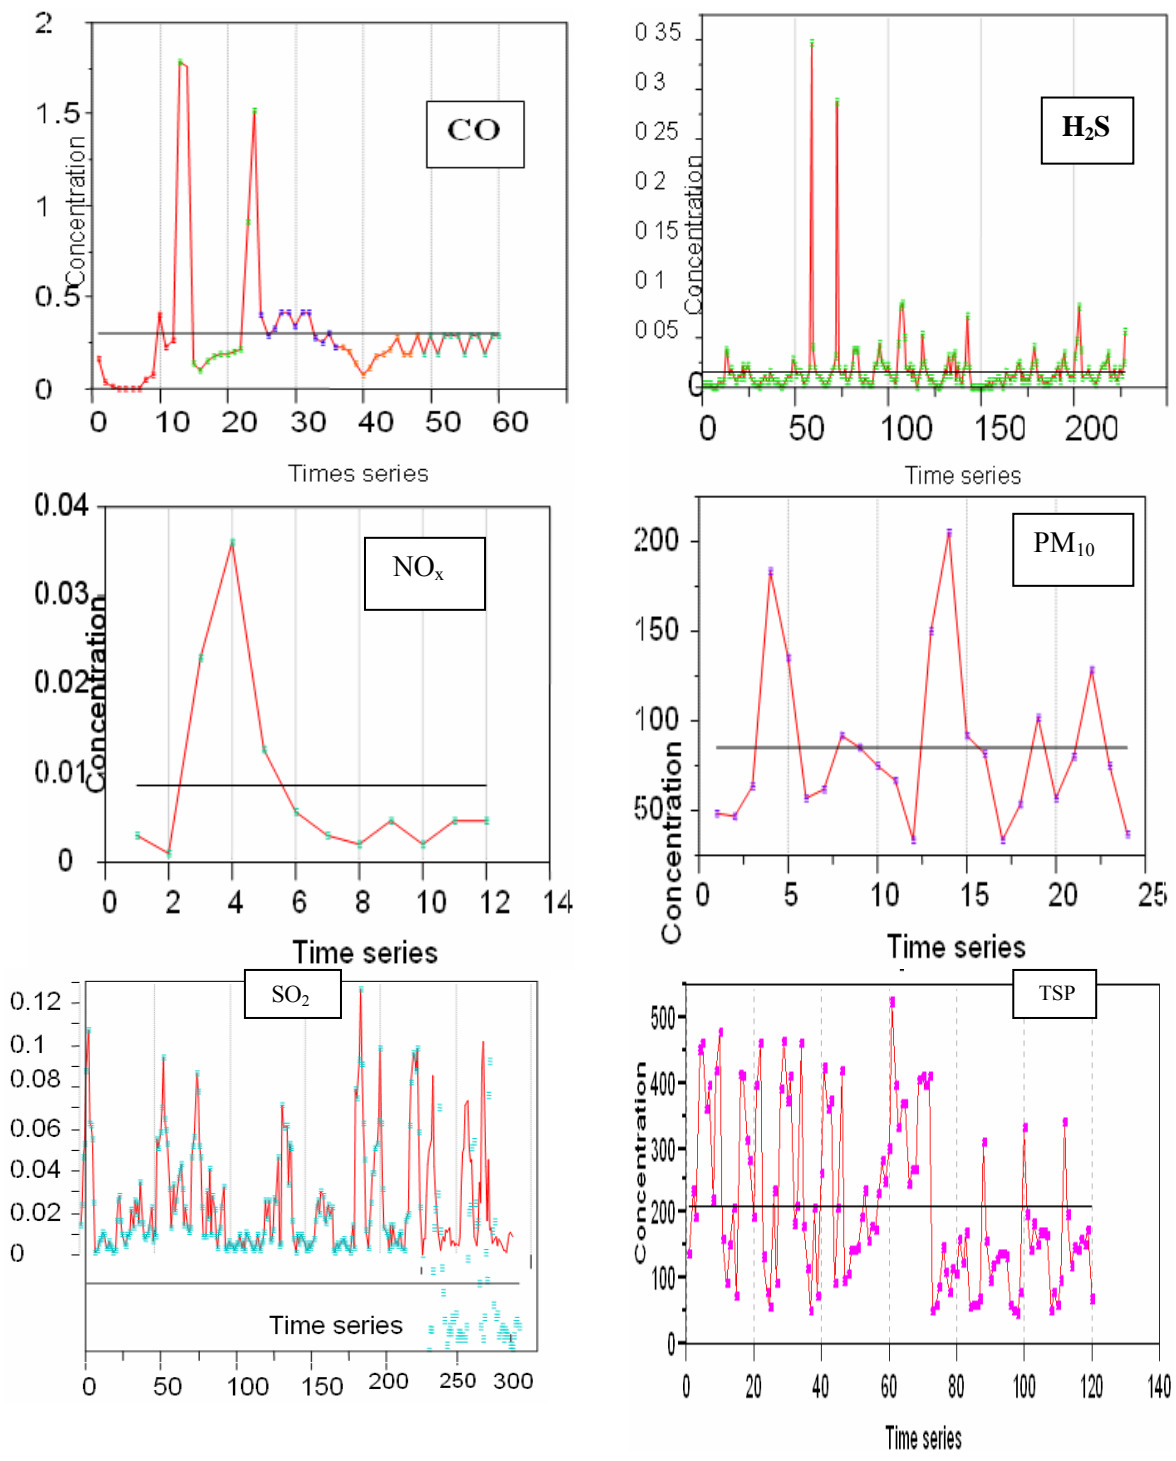 2
1.5
1
0.5
0
Concentration
CO
0 10 20 30 40 50 60
Times series
0 35
0 3
0 25
0 2
0 15
0 1
0 05
0
Concentration
H₂S
0 50 100 150 200
Time series
0.04
0.03
0.02
0.01
0
Concentration
NOₓ
0 2 4 6 8 10 12 14
Time series
200
150
100
50
Concentration
PM₁₀
0 5 10 15 20 25
Time series
SO₂
0.12
0.1
0.08
0.06
0.04
0.02
0
Time series
0 50 100 150 200 250 300
TSP
500
400
300
200
100
0
Concentration
0 20 40 60 80 100 120 140
Time series